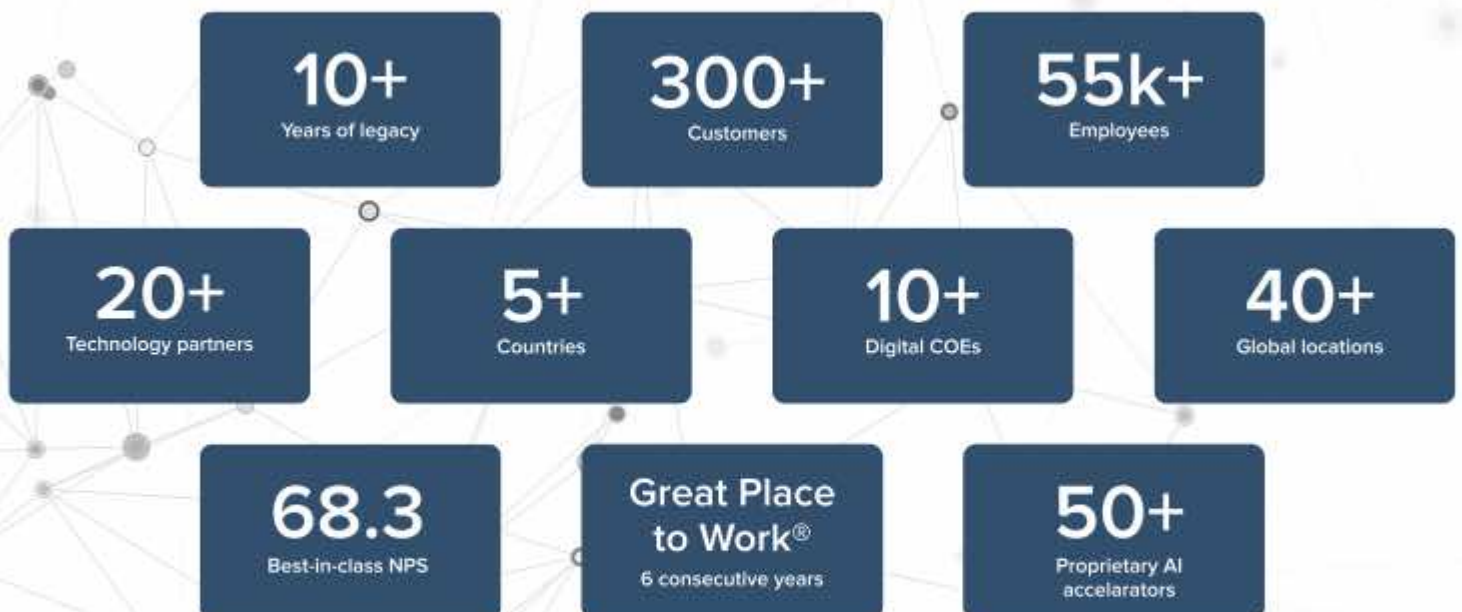 10+
Years of legacy
300+
Customers
55k+
Employees
20+
Technology partners
5+
Countries
10+
Digital COEs
40+
Global locations
68.3
Best-in-class NPS
Great Place
to Work®
6 consecutive years
50+
Proprietary AI
accelarators